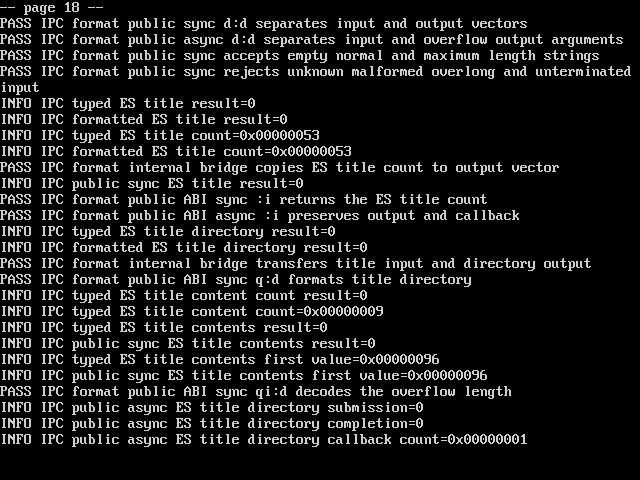 -- page 18 --
PASS IPC format public sync d:d separates input and output vectors
PASS IPC format public async d:d separates input and overflow output arguments
PASS IPC format public sync accepts empty normal and maximum length strings
PASS IPC format public sync rejects unknown malformed overlong and unterminated
input
INFO IPC typed ES title result=0
INFO IPC formatted ES title result=0
INFO IPC typed ES title count=0x00000053
INFO IPC formatted ES title count=0x00000053
PASS IPC format internal bridge copies ES title count to output vector
INFO IPC public sync ES title result=0
PASS IPC format public ABI sync :i returns the ES title count
PASS IPC format public ABI async :i preserves output and callback
INFO IPC typed ES title directory result=0
INFO IPC formatted ES title directory result=0
PASS IPC format internal bridge transfers title input and directory output
PASS IPC format public ABI sync q:d formats title directory
INFO IPC typed ES title content count result=0
INFO IPC typed ES title content count=0x00000009
INFO IPC typed ES title contents result=0
INFO IPC public sync ES title contents result=0
INFO IPC typed ES title contents first value=0x00000096
INFO IPC public sync ES title contents first value=0x00000096
PASS IPC format public ABI sync qi:d decodes the overflow length
INFO IPC public async ES title directory submission=0
INFO IPC public async ES title directory completion=0
INFO IPC public async ES title directory callback count=0x00000001